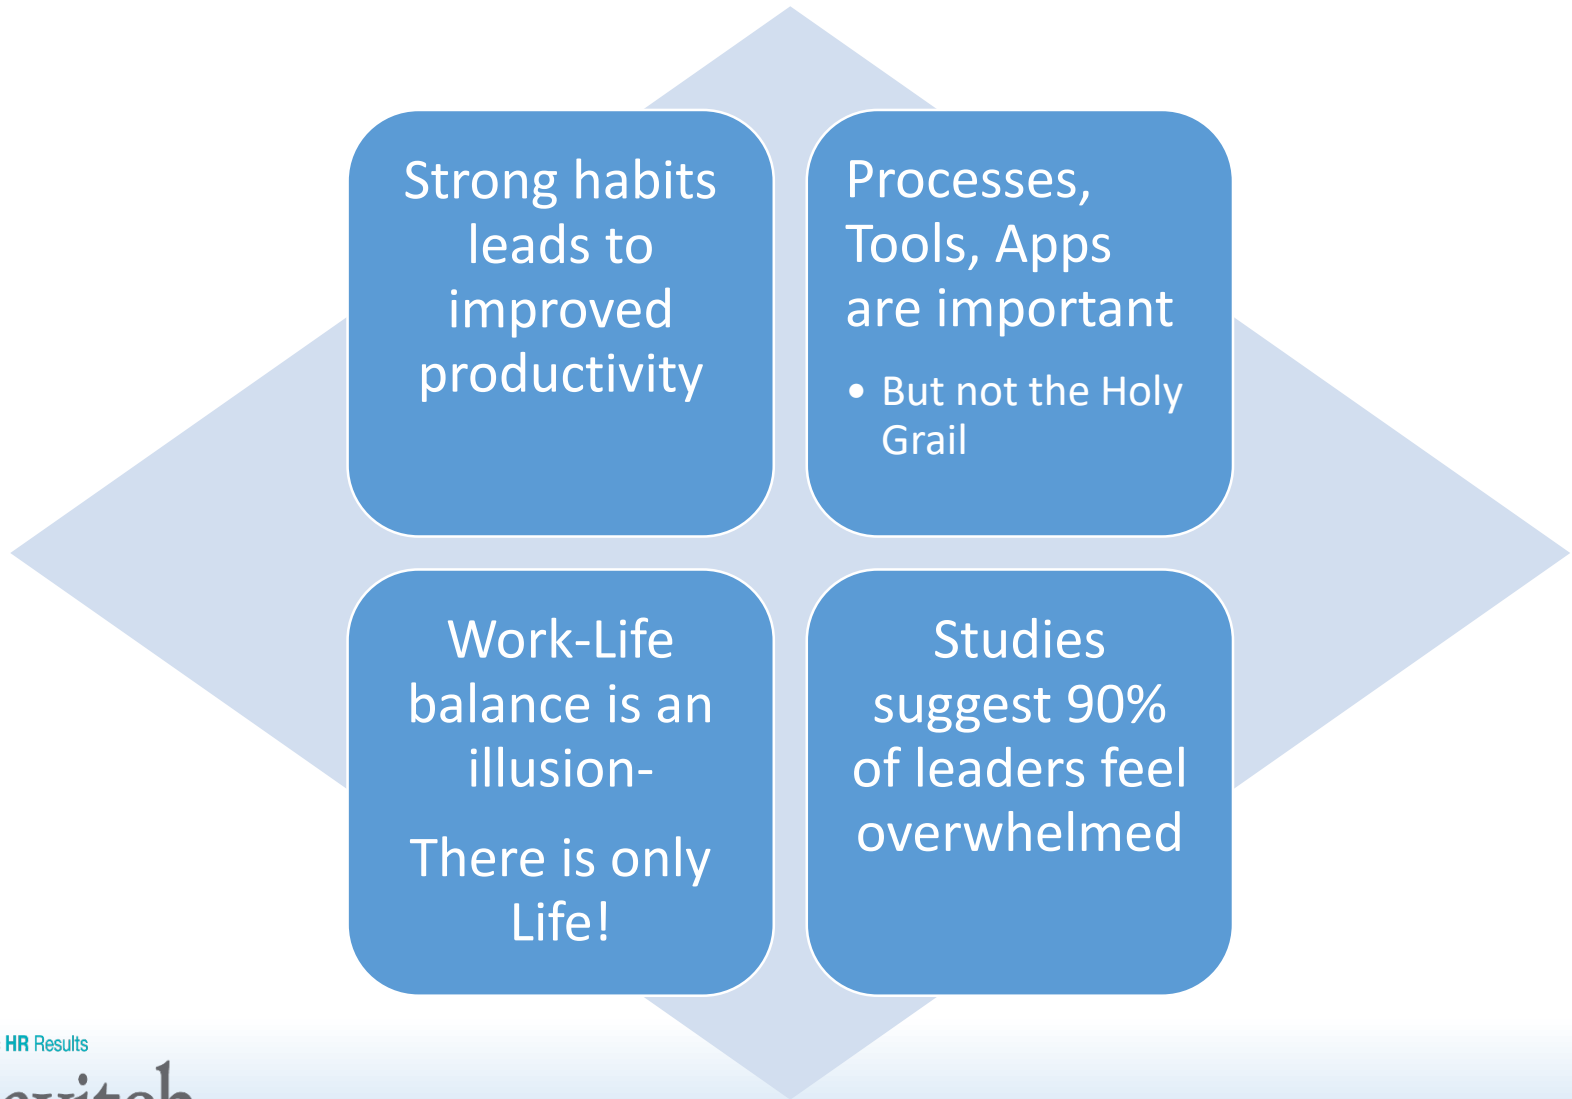 Strong habits
leads to
improved
productivity
Processes,
Tools, Apps
are important
• But not the Holy
Grail
Work-Life
balance is an
illusion-
There is only
Life!
Studies
suggest 90%
of leaders feel
overwhelmed
HR Results